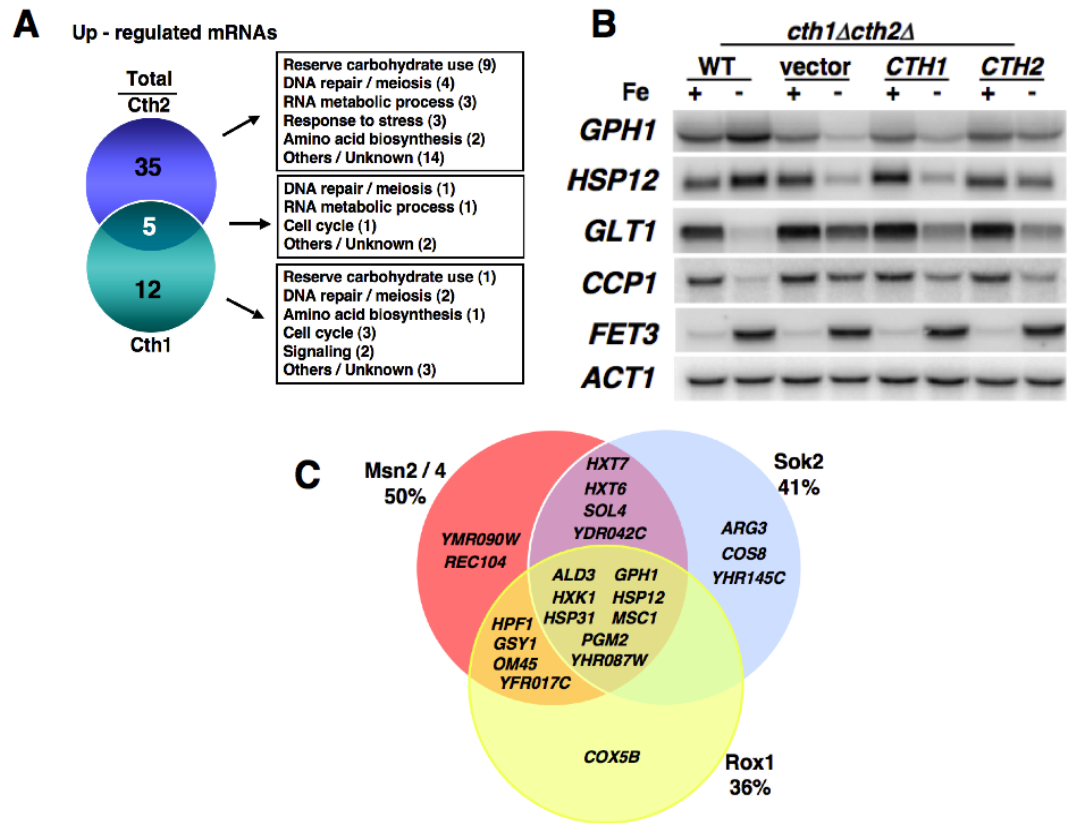 A
Up - regulated mRNAs
Total
Cth2
35
5
12
Cth1
Reserve carbohydrate use (9)
DNA repair / meiosis (4)
RNA metabolic process (3)
Response to stress (3)
Amino acid biosynthesis (2)
Others / Unknown (14)
DNA repair / meiosis (1)
RNA metabolic process (1)
Cell cycle (1)
Others / Unknown (2)
Reserve carbohydrate use (1)
DNA repair / meiosis (2)
Amino acid biosynthesis (1)
Cell cycle (3)
Signaling (2)
Others / Unknown (3)
B
cth1Δcth2Δ
WT vector CTH1 CTH2
Fe + - + - + - + -
GPH1
HSP12
GLT1
CCP1
FET3
ACT1
C
Msn2 / 4
50%
Sok2
41%
Rox1
36%
HXT7
HXT6
SOL4
YDR042C
YMR090W
REC104
ARG3
COS8
YHR145C
ALD3 GPH1
HXK1 HSP12
HSP31 MSC1
PGM2
YHR087W
HPF1
GSY1
OM45
YFR017C
COX5B